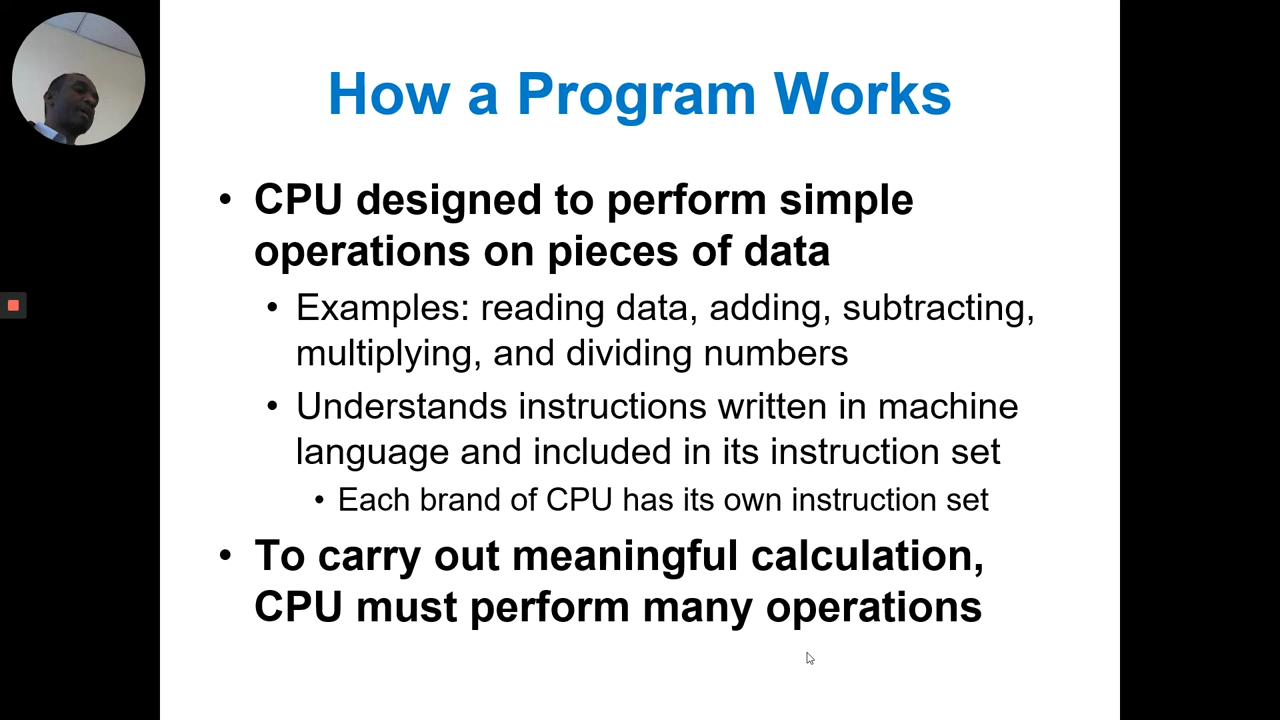 How a Program Works
• CPU designed to perform simple
operations on pieces of data
• Examples: reading data, adding, subtracting,
multiplying, and dividing numbers
• Understands instructions written in machine
language and included in its instruction set
• Each brand of CPU has its own instruction set
• To carry out meaningful calculation,
CPU must perform many operations